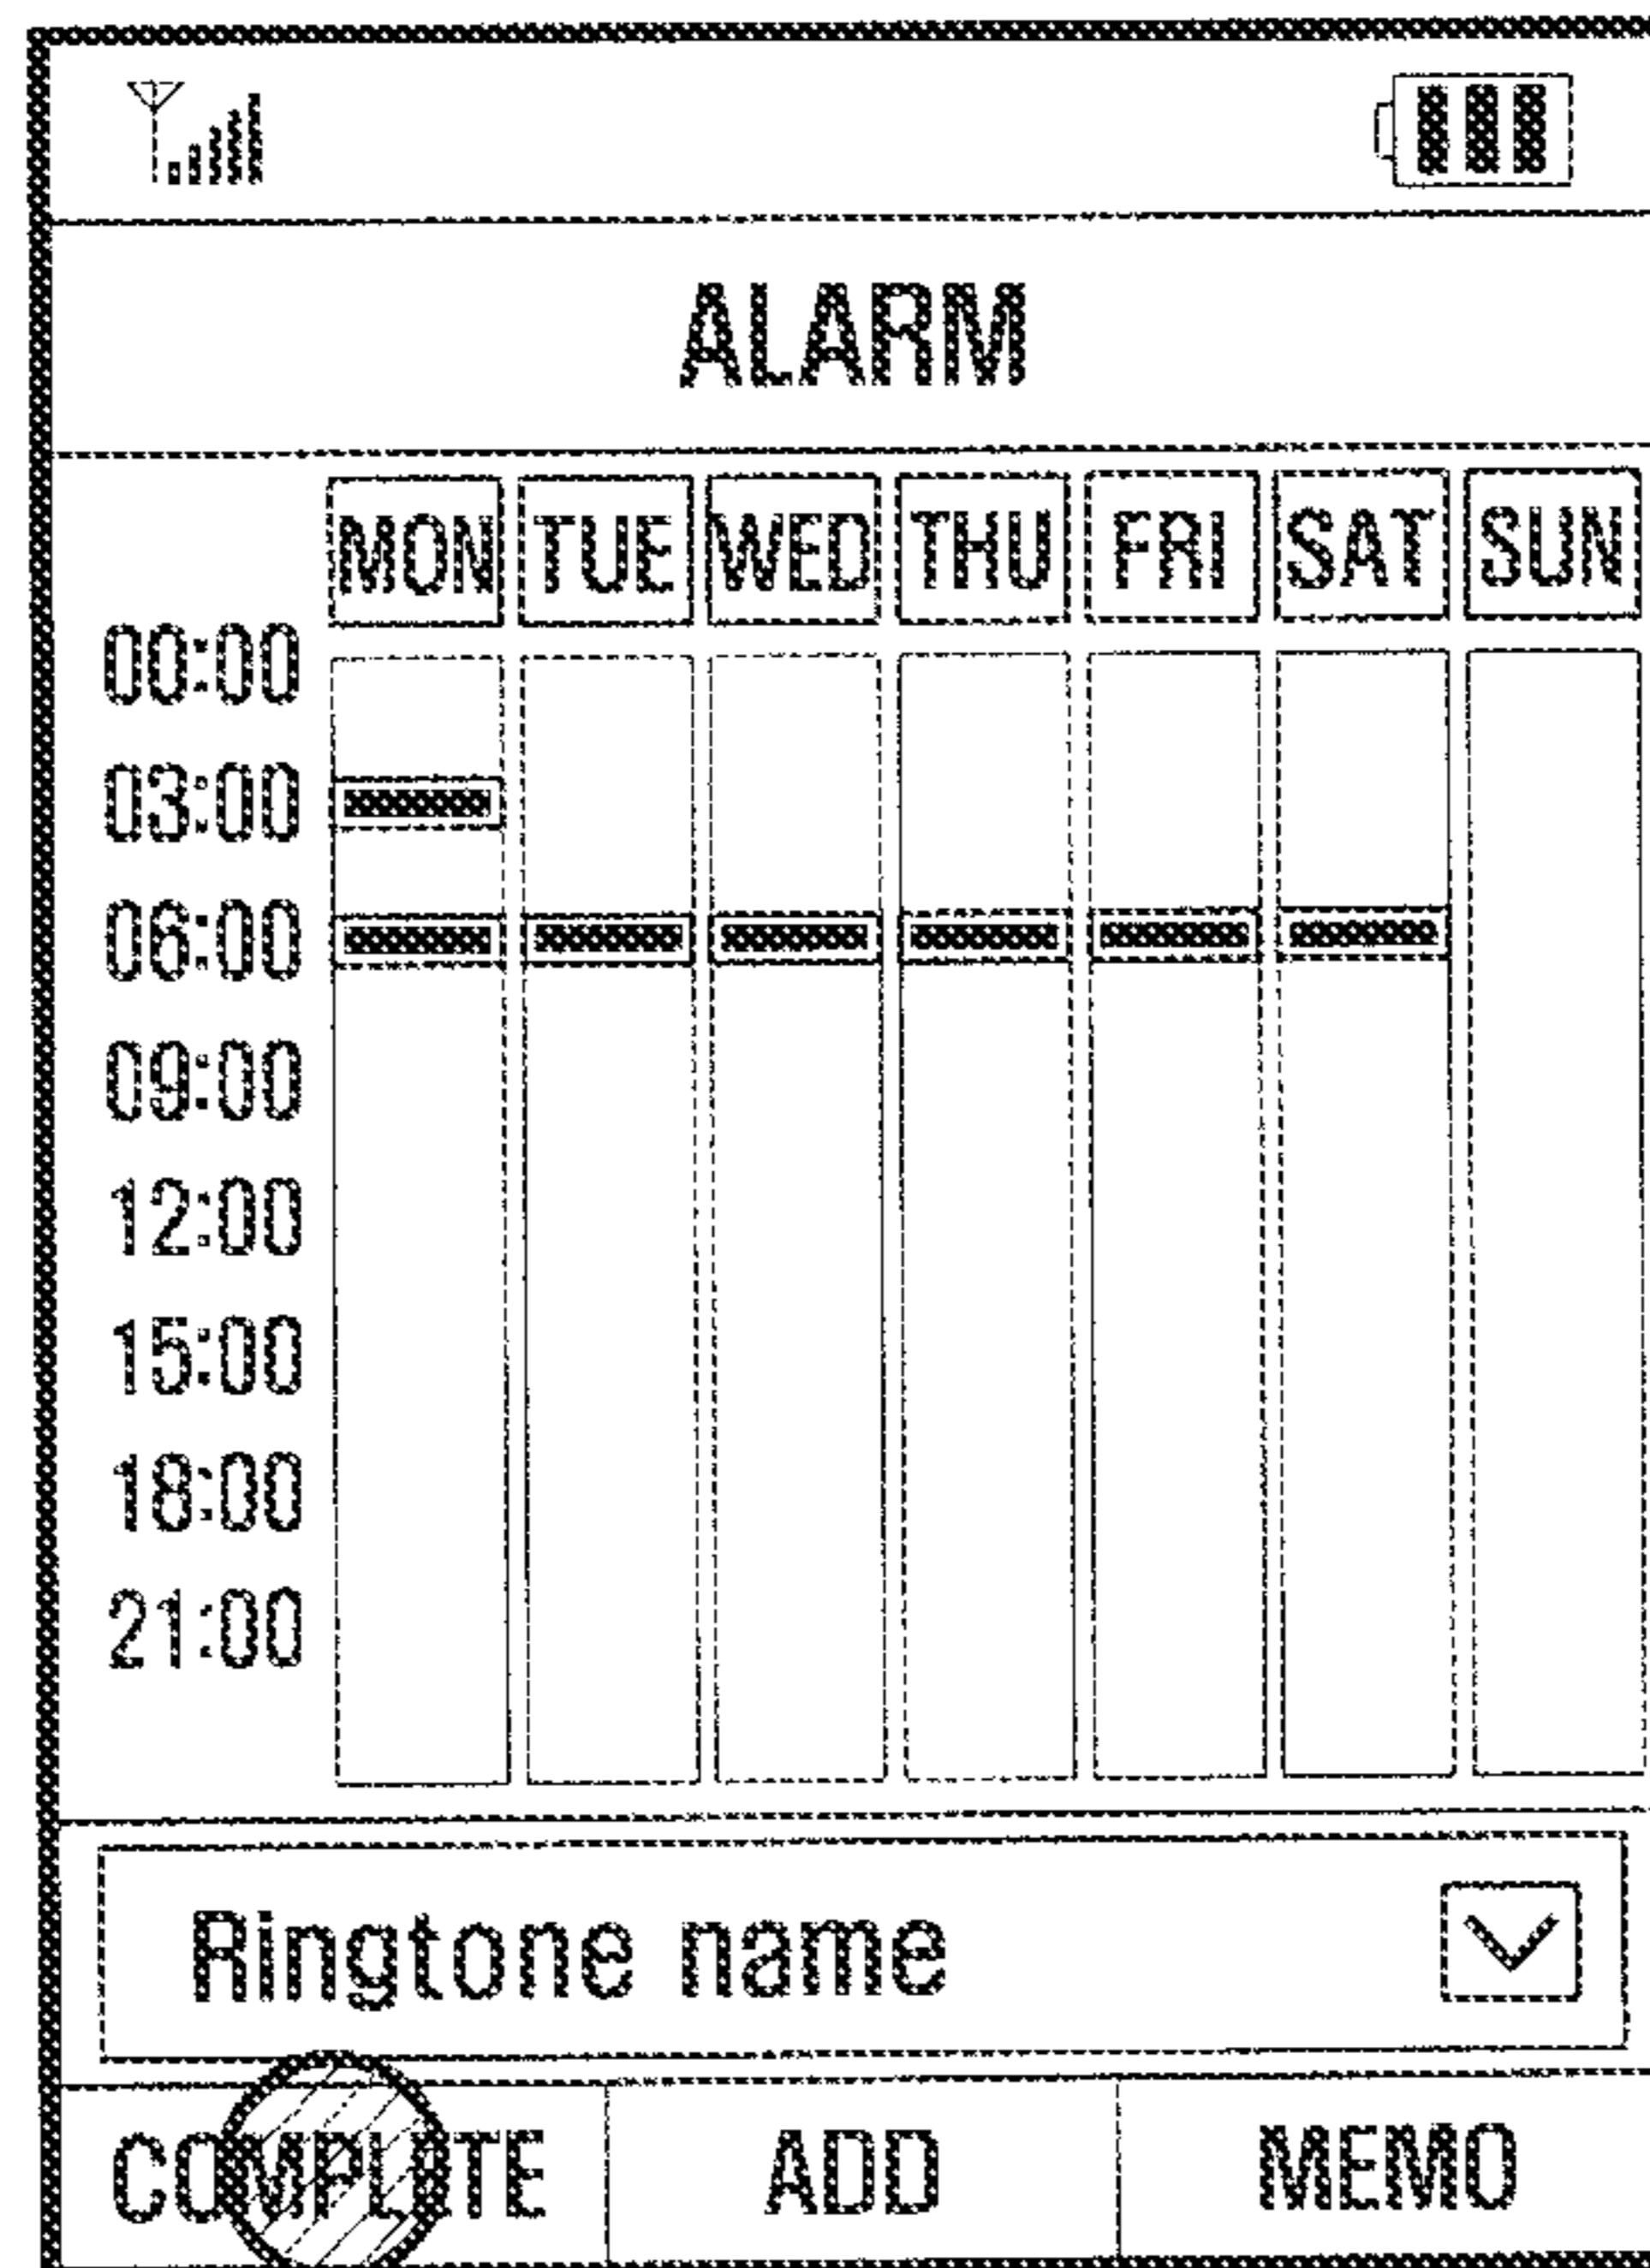 ALARM
MON TUE WED THU FRI SAT SUN
00:00
03:00
06:00
09:00
12:00
15:00
18:00
21:00
Ringtone name
COMPLETE ADD MEMO